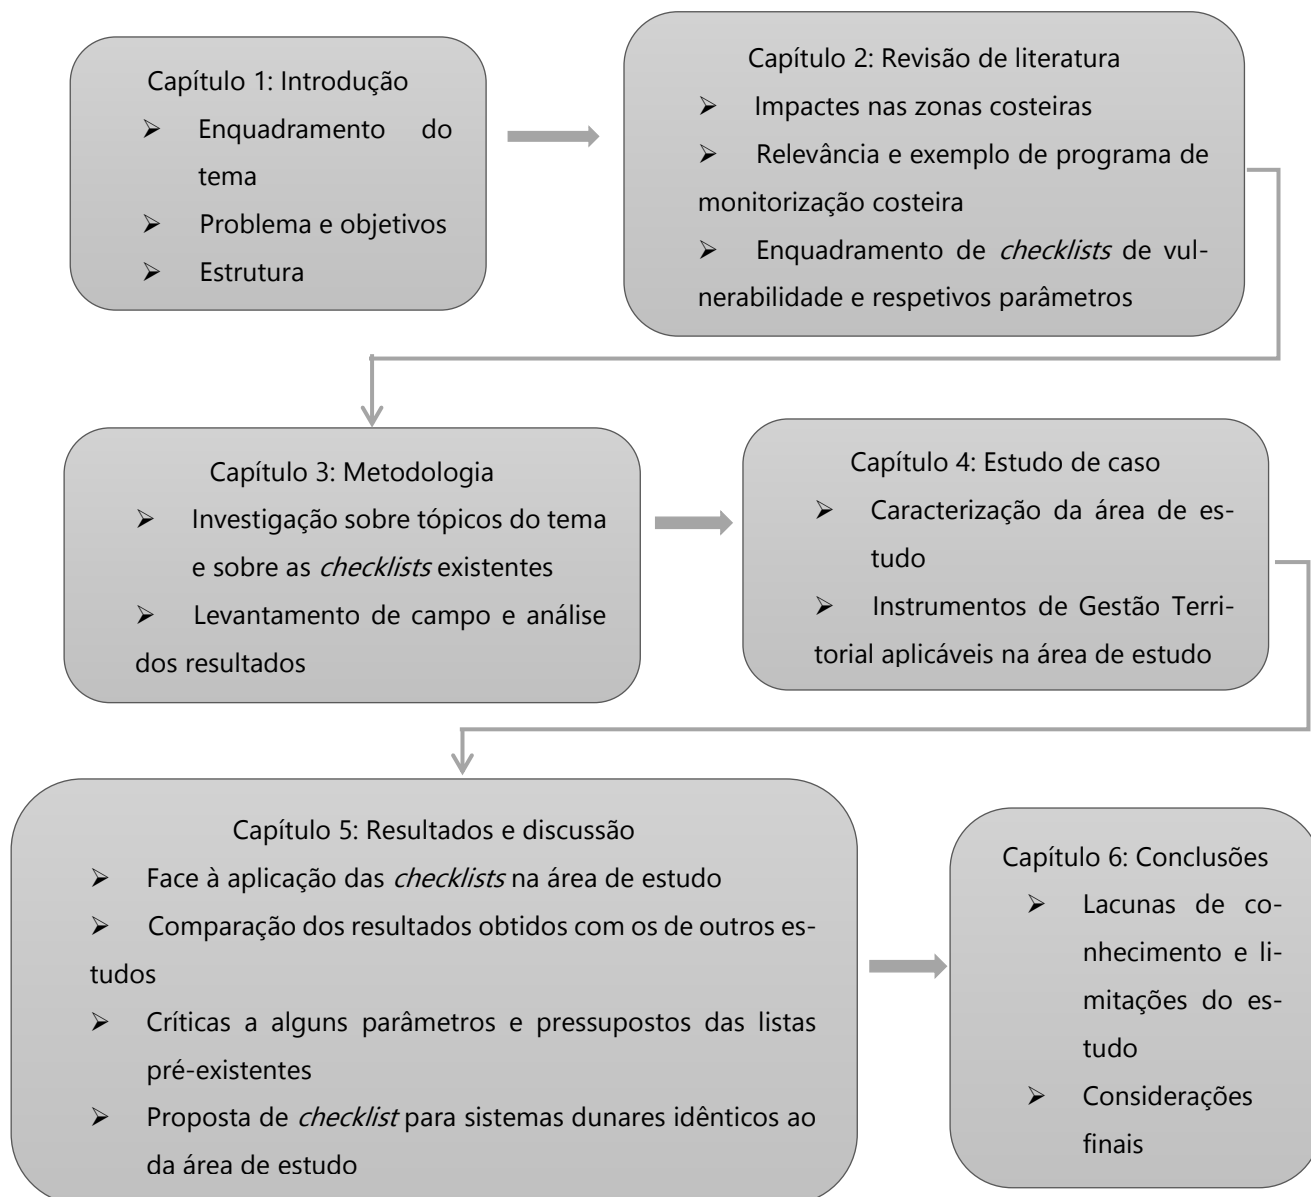 Capítulo 1: Introdução
➢ Enquadramento do
tema
➢ Problema e objetivos
➢ Estrutura
Capítulo 2: Revisão de literatura
➢ Impactes nas zonas costeiras
➢ Relevância e exemplo de programa de
monitorização costeira
➢ Enquadramento de checklists de vul-
nerabilidade e respetivos parâmetros
Capítulo 3: Metodologia
➢ Investigação sobre tópicos do tema
e sobre as checklists existentes
➢ Levantamento de campo e análise
dos resultados
Capítulo 4: Estudo de caso
➢ Caracterização da área de es-
tudo
➢ Instrumentos de Gestão Terri-
torial aplicáveis na área de estudo
Capítulo 5: Resultados e discussão
➢ Face à aplicação das checklists na área de estudo
➢ Comparação dos resultados obtidos com os de outros es-
tudos
➢ Críticas a alguns parâmetros e pressupostos das listas
pré-existentes
➢ Proposta de checklist para sistemas dunares idênticos ao
da área de estudo
Capítulo 6: Conclusões
➢ Lacunas de co-
nhecimento e li-
mitações do es-
tudo
➢ Considerações
finais